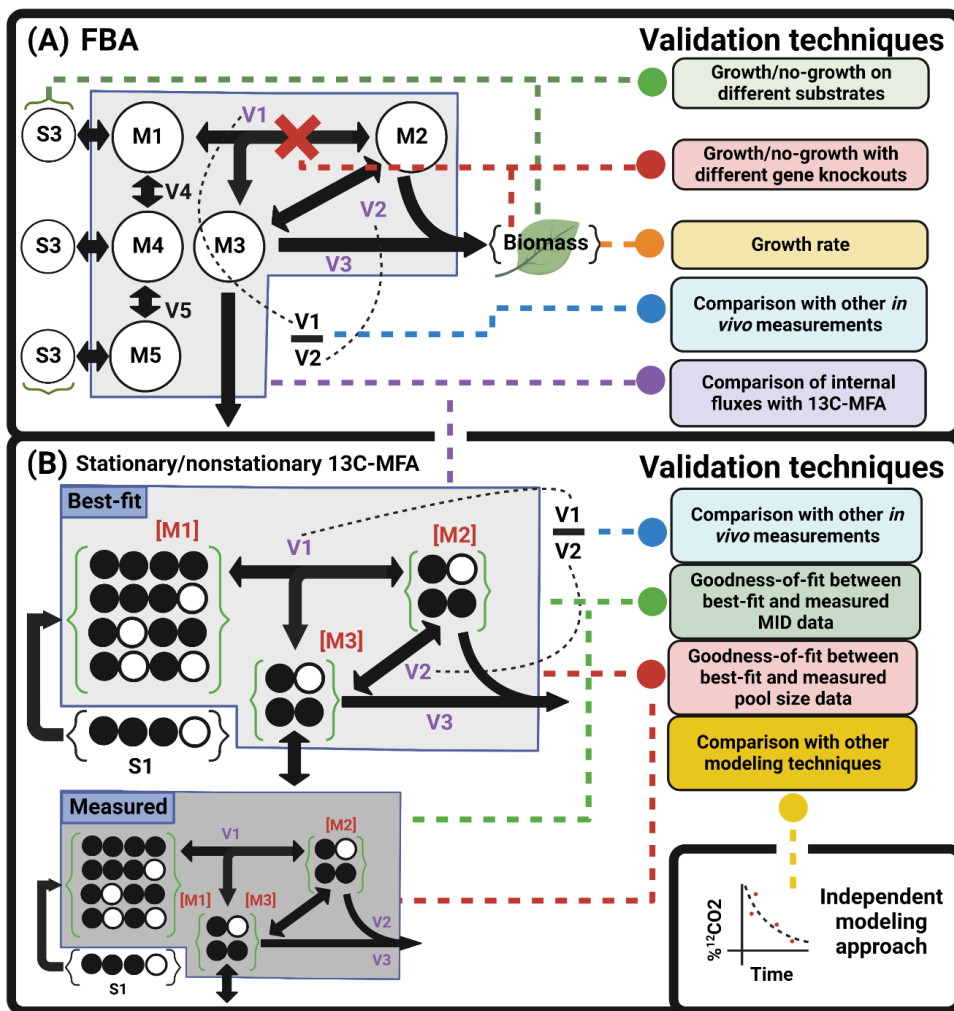 (A) FBA
Validation techniques
V1
S3
M1
M2
V4
V2
S3
M4
M3
{Biomass}
V3
V5
V1
V2
S3
M5
Growth/no-growth on
different substrates
Growth/no-growth with
different gene knockouts
Growth rate
Comparison with other in
vivo measurements
Comparison of internal
fluxes with 13C-MFA
(B) Stationary/nonstationary 13C-MFA
Validation techniques
Best-fit
[M1]
V1
[M2]
V1
V2
[M3]
V2
V3
S1
Comparison with other in
vivo measurements
Goodness-of-fit between
best-fit and measured
MID data
Goodness-of-fit between
best-fit and measured
pool size data
Comparison with other
modeling techniques
Measured
V1
[M2]
[M1]
[M3]
V2
V3
S1
%12CO2
Time
Independent
modeling
approach